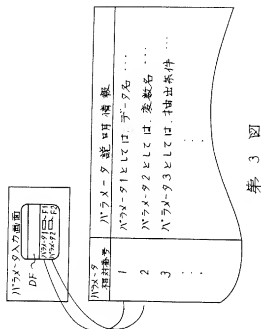 パラメータ入力画面
DF
パラメータ1 F1
パラメータ2 F2
パラメータ
相対番号
パラメータ説明情報
1 パラメータ1としては、データ名・・・
2 パラメータ2としては、変数名・・・
3 パラメータ3としては、抽出条件・・・
第3図